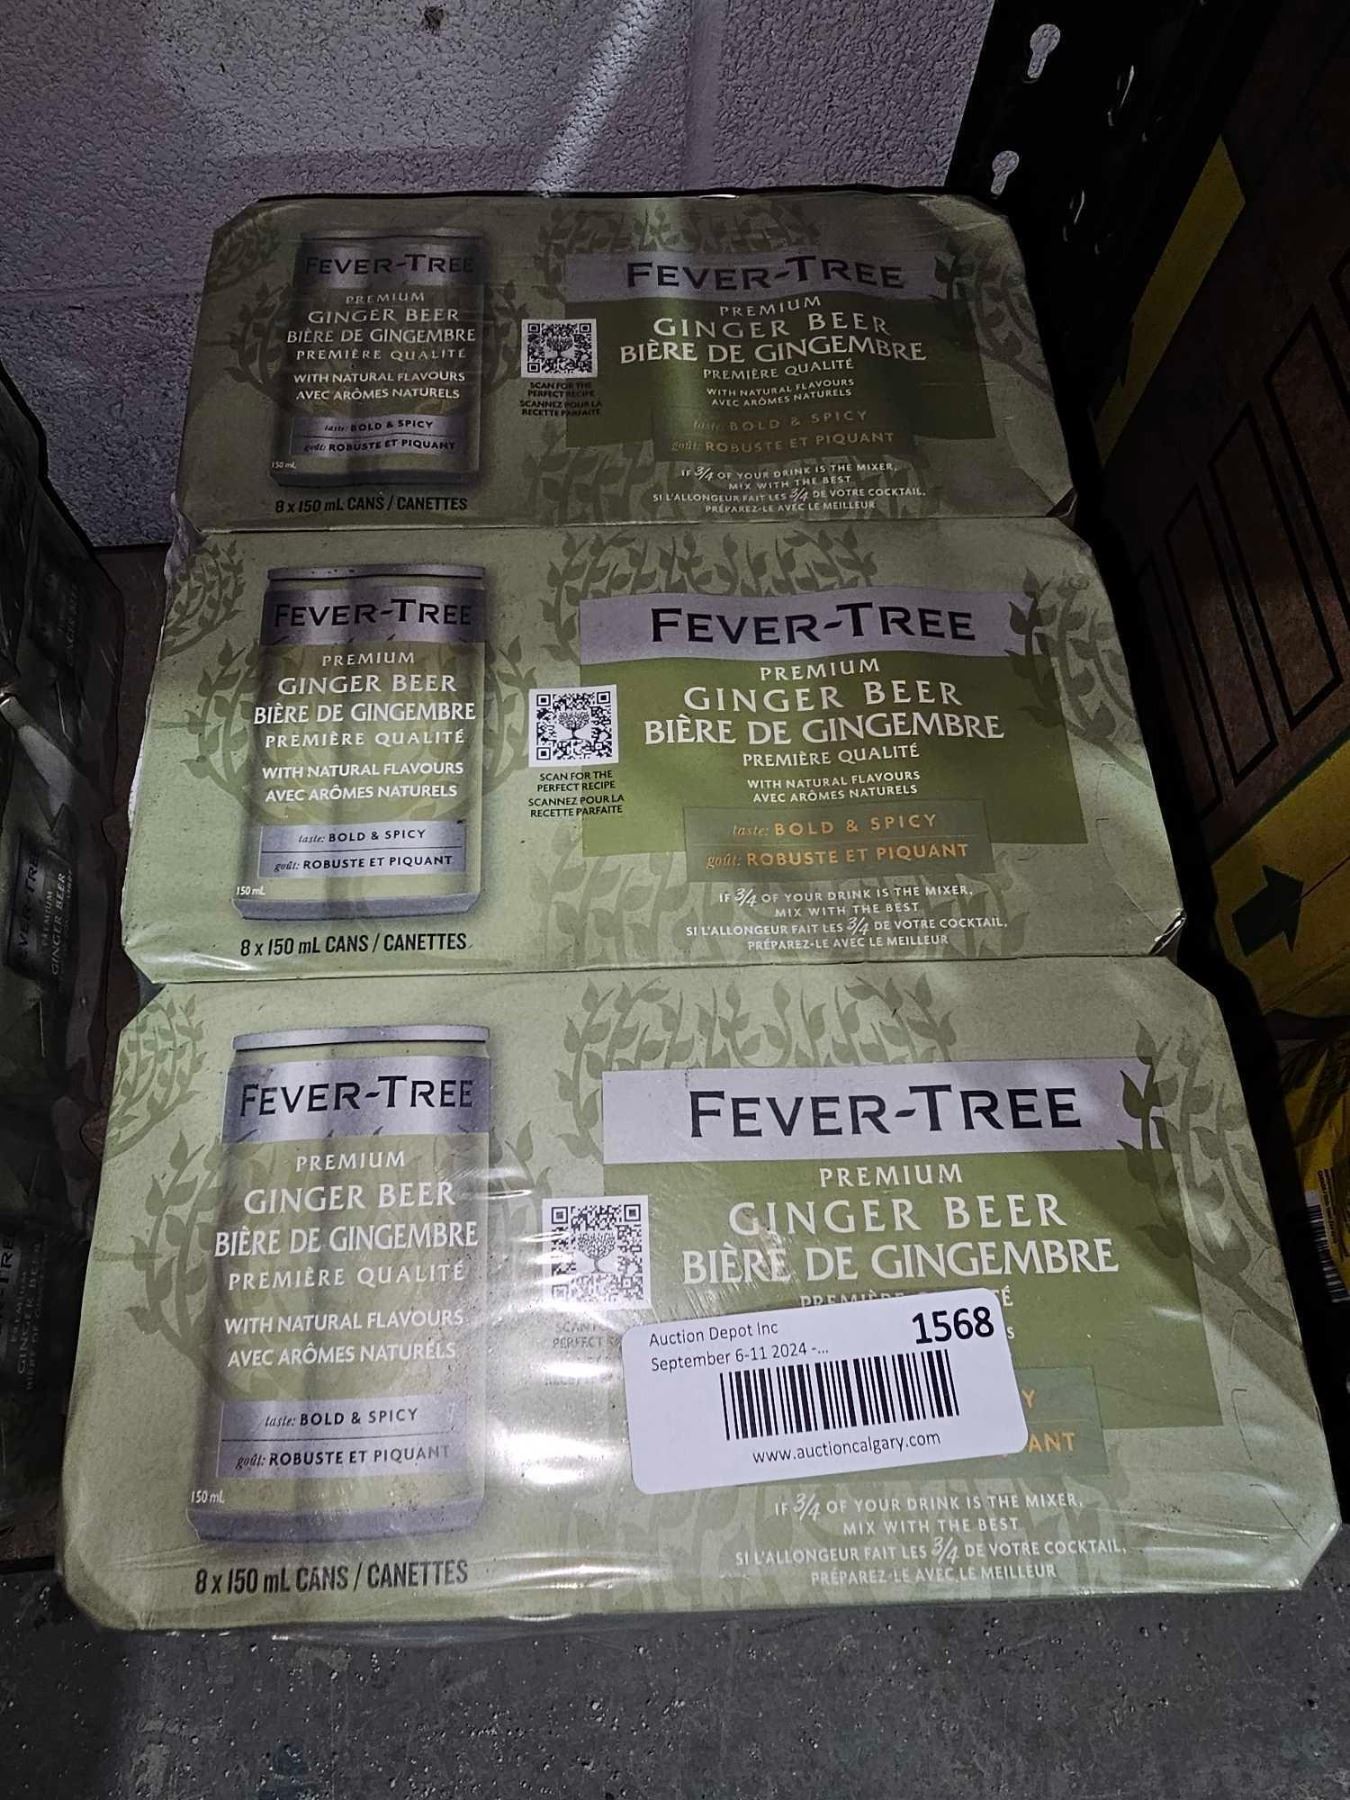 FEVER-TREE
PREMIUM
GINGER BEER
BIÈRE DE GINGEMBRE
PREMIÈRE QUALITÉ
WITH NATURAL FLAVOURS
AVEC ARÔMES NATURELS
taste: BOLD & SPICY
goût: ROBUSTE ET PIQUANT
150 mL
8 x 150 mL CANS / CANETTES
SCAN FOR THE
PERFECT RECIPE
SCANNEZ POUR LA
RECETTE PARFAITE
FEVER-TREE
PREMIUM
GINGER BEER
BIÈRE DE GINGEMBRE
PREMIÈRE QUALITÉ
WITH NATURAL FLAVOURS
AVEC ARÔMES NATURELS
taste: BOLD & SPICY
goût: ROBUSTE ET PIQUANT
IF 3/4 OF YOUR DRINK IS THE MIXER,
MIX WITH THE BEST
SI L'ALLONGEUR FAIT LES 3/4 DE VOTRE COCKTAIL,
PRÉPAREZ-LE AVEC LE MEILLEUR
FEVER-TREE
PREMIUM
GINGER BEER
BIÈRE DE GINGEMBRE
PREMIÈRE QUALITÉ
WITH NATURAL FLAVOURS
AVEC ARÔMES NATURELS
taste: BOLD & SPICY
goût: ROBUSTE ET PIQUANT
150 mL
8 x 150 mL CANS / CANETTES
SCAN FOR THE
PERFECT RECIPE
SCANNEZ POUR LA
RECETTE PARFAITE
FEVER-TREE
PREMIUM
GINGER BEER
BIÈRE DE GINGEMBRE
PREMIÈRE QUALITÉ
WITH NATURAL FLAVOURS
AVEC ARÔMES NATURELS
taste: BOLD & SPICY
goût: ROBUSTE ET PIQUANT
IF 3/4 OF YOUR DRINK IS THE MIXER,
MIX WITH THE BEST
SI L'ALLONGEUR FAIT LES 3/4 DE VOTRE COCKTAIL,
PRÉPAREZ-LE AVEC LE MEILLEUR
FEVER-TREE
PREMIUM
GINGER BEER
BIÈRE DE GINGEMBRE
PREMIÈRE QUALITÉ
WITH NATURAL FLAVOURS
AVEC ARÔMES NATURELS
taste: BOLD & SPICY
goût: ROBUSTE ET PIQUANT
150 mL
8 x 150 mL CANS / CANETTES
FEVER-TREE
PREMIUM
GINGER BEER
BIÈRE DE GINGEMBRE
Auction Depot Inc 1568
September 6-11 2024 -...
www.auctioncalgary.com
IF 3/4 OF YOUR DRINK IS THE MIXER,
MIX WITH THE BEST
SI L'ALLONGEUR FAIT LES 3/4 DE VOTRE COCKTAIL,
PRÉPAREZ-LE AVEC LE MEILLEUR